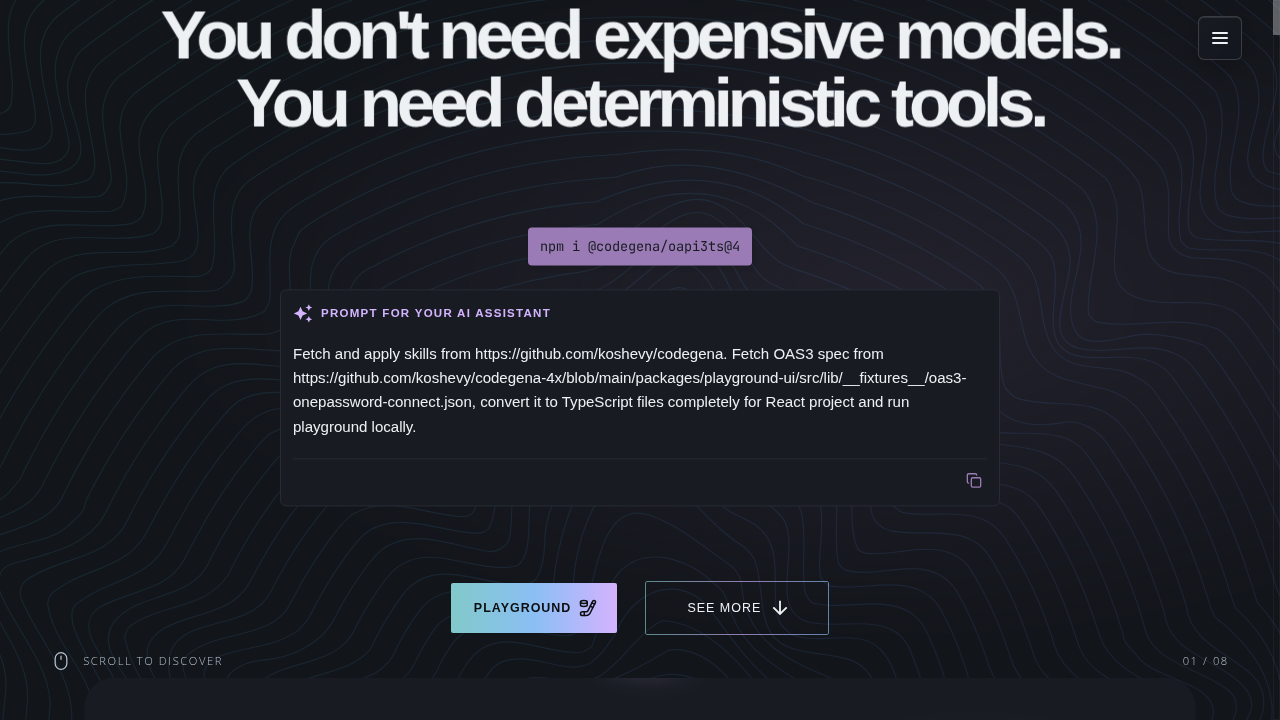 You don't need expensive models.
You need deterministic tools.
npm i @codegena/oapi3ts@4
PROMPT FOR YOUR AI ASSISTANT
Fetch and apply skills from https://github.com/koshevy/codegena. Fetch OAS3 spec from
https://github.com/koshevy/codegena-4x/blob/main/packages/playground-ui/src/lib/__fixtures__/oas3-
onepassword-connect.json, convert it to TypeScript files completely for React project and run
playground locally.
PLAYGROUND
SEE MORE
SCROLL TO DISCOVER
01 / 08